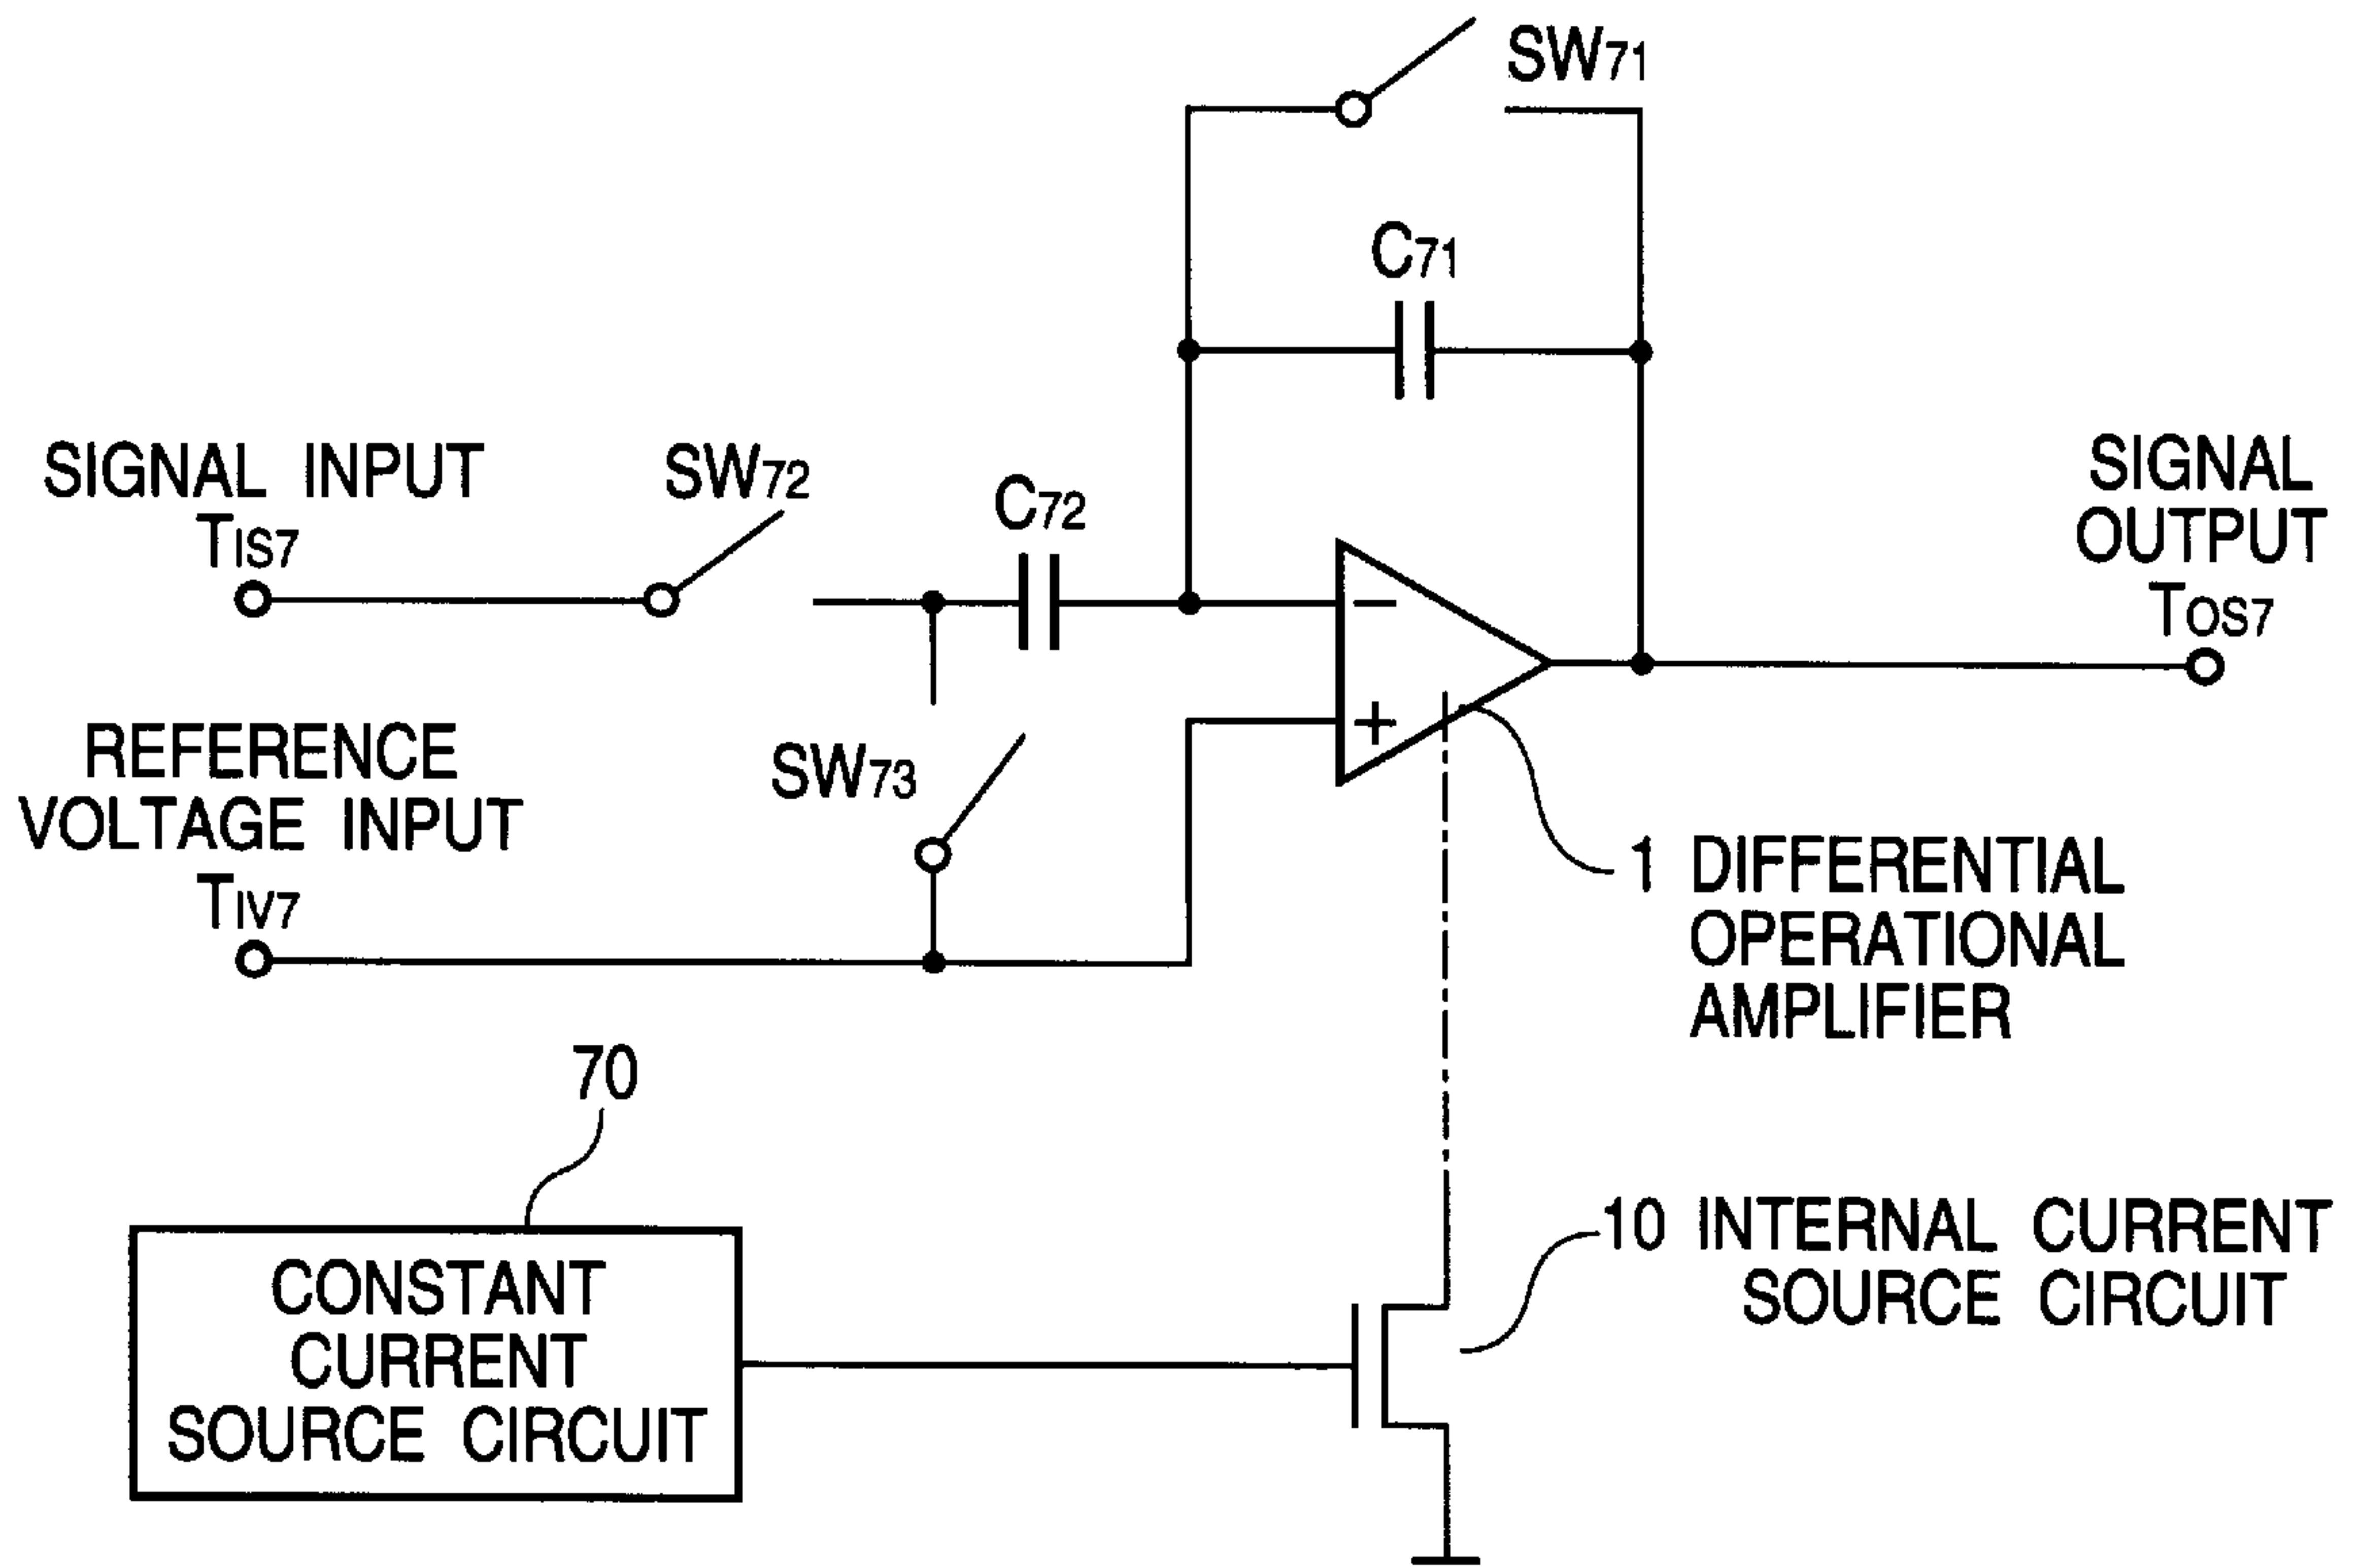 SW71
C71
SIGNAL INPUT
TIS7
SW72
C72
SIGNAL
OUTPUT
TOS7
−
+
REFERENCE
VOLTAGE INPUT
TIV7
SW73
1 DIFFERENTIAL
OPERATIONAL
AMPLIFIER
70
CONSTANT
CURRENT
SOURCE CIRCUIT
10 INTERNAL CURRENT
SOURCE CIRCUIT